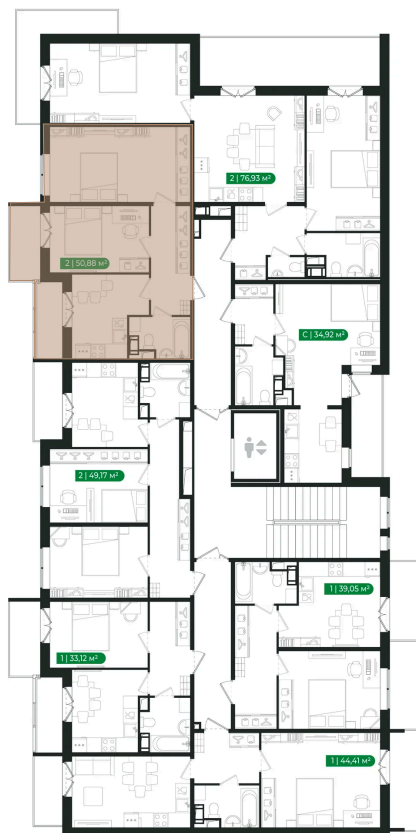 2 | 76,93 м²
2 | 50,88 м²
С | 34,92 м²
2 | 49,17 м²
1 | 39,05 м²
1 | 33,12 м²
1 | 44,41 м²